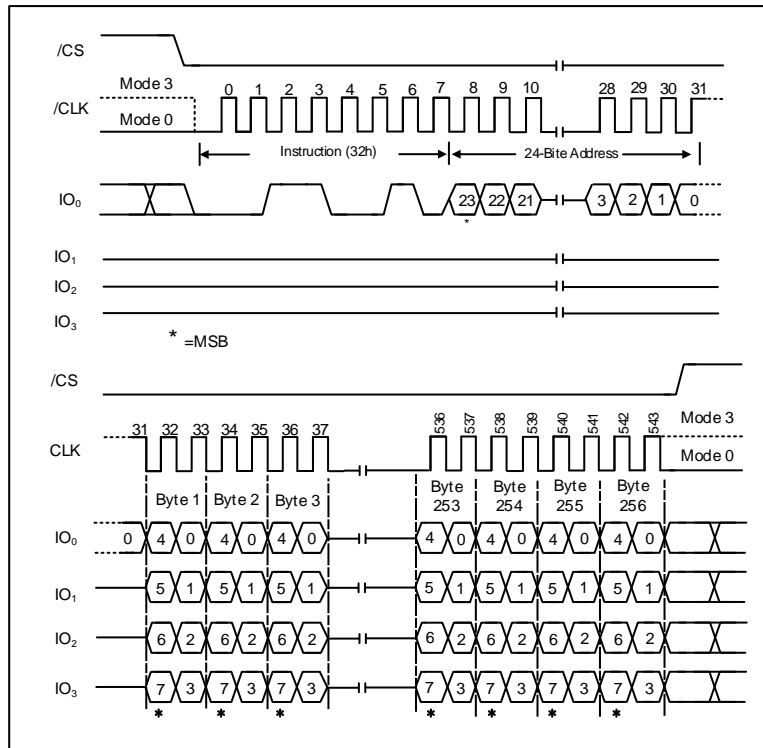 /CS
Mode 3
0 1 2 3 4 5 6 7 8 9 10 28 29 30 31
/CLK
Mode 0
Instruction (32h) 24-Bite Address
IO0 23 22 21 3 2 1 0
*
IO1
IO2
IO3
* =MSB
/CS
31 32 33 34 35 36 37 536 537 538 539 540 541 542 543 Mode 3
CLK
Mode 0
Byte 1 Byte 2 Byte 3 Byte 253 Byte 254 Byte 255 Byte 256
IO0 0 4 0 4 0 4 0 4 0 4 0 4 0 4 0
IO1 5 1 5 1 5 1 5 1 5 1 5 1 5 1
IO2 6 2 6 2 6 2 6 2 6 2 6 2 6 2
IO3 7 3 7 3 7 3 7 3 7 3 7 3 7 3
* * * * * * *